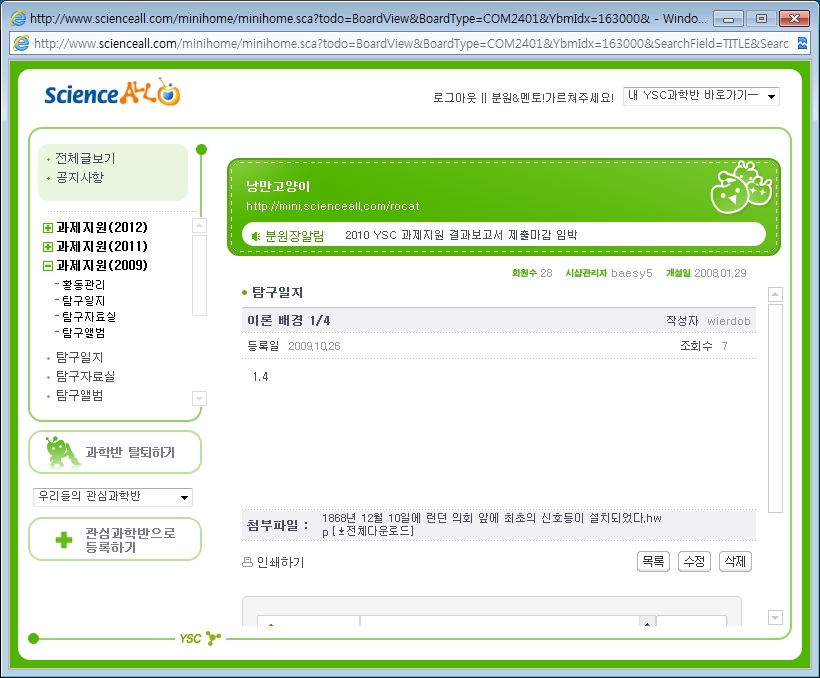 http://www.scienceall.com/minihome/minihome.sca?todo=BoardView&BoardType=COM2401&YbmIdx=163000& - Windo...
http://www.scienceall.com/minihome/minihome.sca?todo=BoardView&BoardType=COM2401&YbmIdx=163000&SearchField=TITLE&Searc
Science ALL
로그아웃 || 분원&멘토!가르쳐주세요!
내 YSC과학반 바로가기
전체글보기
공지사항
과제지원(2012)
과제지원(2011)
과제지원(2009)
- 활동관리
- 탐구일지
- 탐구자료실
- 탐구앨범
탐구일지
탐구자료실
탐구앨범
과학반 탈퇴하기
우리들의 관심과학반
관심과학반으로
등록하기
낭만고양이
http://mini.scienceall.com/rocat
분원장알림 2010 YSC 과제지원 결과보고서 제출마감 임박
회원수 28 시샵관리자 baesy5 개설일 2008.01.29
탐구일지
이론 배경 1/4 작성자 wierdob
등록일 2009.10.26 조회수 7
1.4
첨부파일 : 1868년 12월 10일에 런던 의회 앞에 최초의 신호등이 설치되었다.hw
p [±전체다운로드]
인쇄하기
목록 수정 삭제
YSC